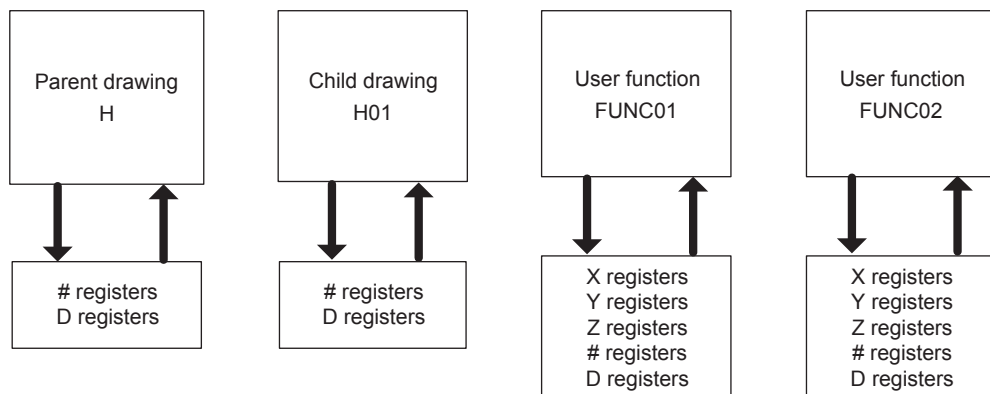 Parent drawing
H
Child drawing
H01
User function
FUNC01
User function
FUNC02
# registers
D registers
# registers
D registers
X registers
Y registers
Z registers
# registers
D registers
X registers
Y registers
Z registers
# registers
D registers